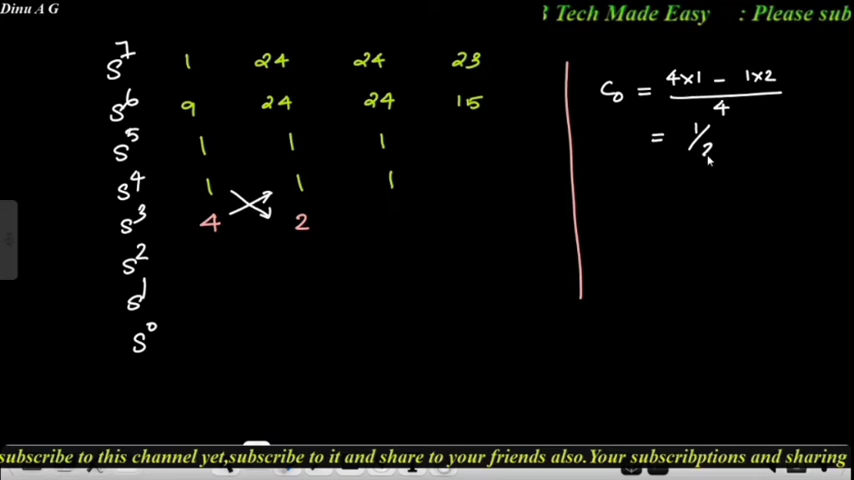 Dinu A G
3 Tech Made Easy : Please sub
s⁷ 1 24 24 23
s⁶ 9 24 24 15
s⁵ 1 1 1
s⁴ 1 1 1
s³ 4 2
s²
s¹
s⁰
C₀ = 4×1 - 1×2 / 4
= 1/2
subscribe to this channel yet,subscribe to it and share to your friends also.Your subscribptions and sharing